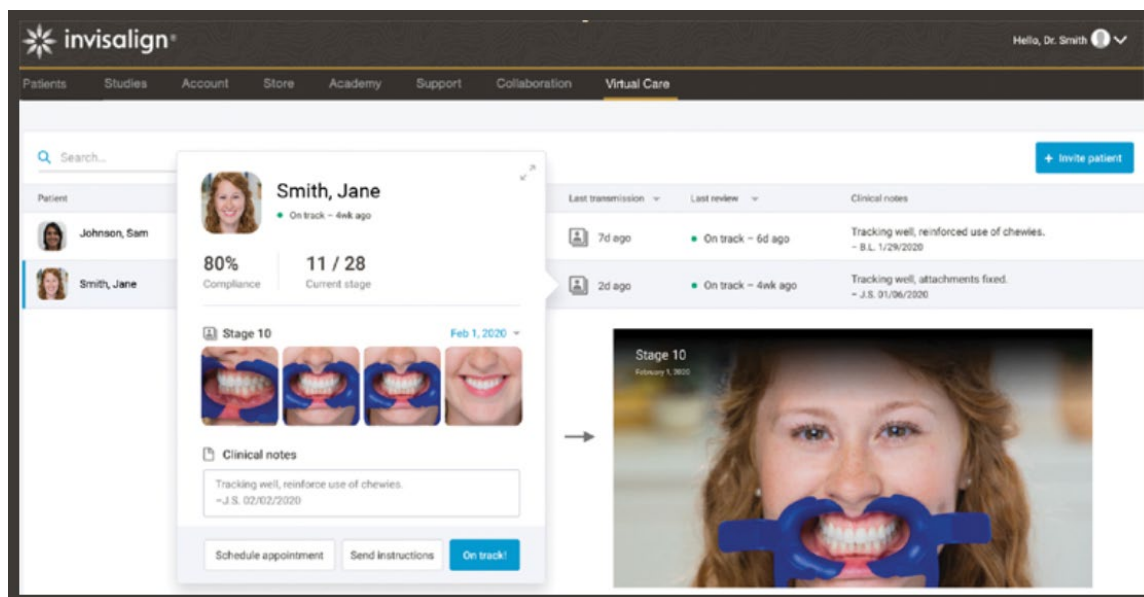 invisalign®
Hello, Dr. Smith
Patients Studies Account Store Academy Support Collaboration Virtual Care
Search...
+ Invite patient
Patient
Last transmission Last review Clinical notes
Johnson, Sam
7d ago
On track – 6d ago
Tracking well, reinforced use of chewies.
– B.L. 1/29/2020
Smith, Jane
2d ago
On track – 4wk ago
Tracking well, attachments fixed.
– J.S. 01/06/2020
Smith, Jane
On track – 4wk ago
80%
Compliance
11 / 28
Current stage
Stage 10
Feb 1, 2020
Clinical notes
Tracking well, reinforce use of chewies.
–J.S. 02/02/2020
Schedule appointment
Send instructions
On track!
Stage 10
February 1, 2020